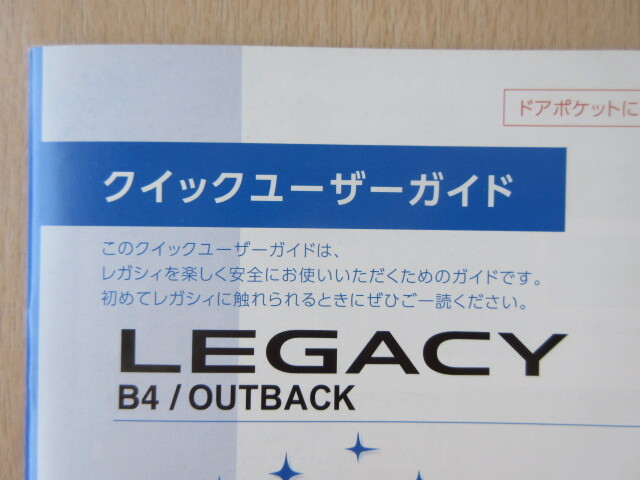 ドアポケットに
クイックユーザーガイド
このクイックユーザーガイドは、
レガシィを楽しく安全にお使いいただくためのガイドです。
初めてレガシィに触れられるときにぜひご一読ください。
LEGACY
B4 / OUTBACK